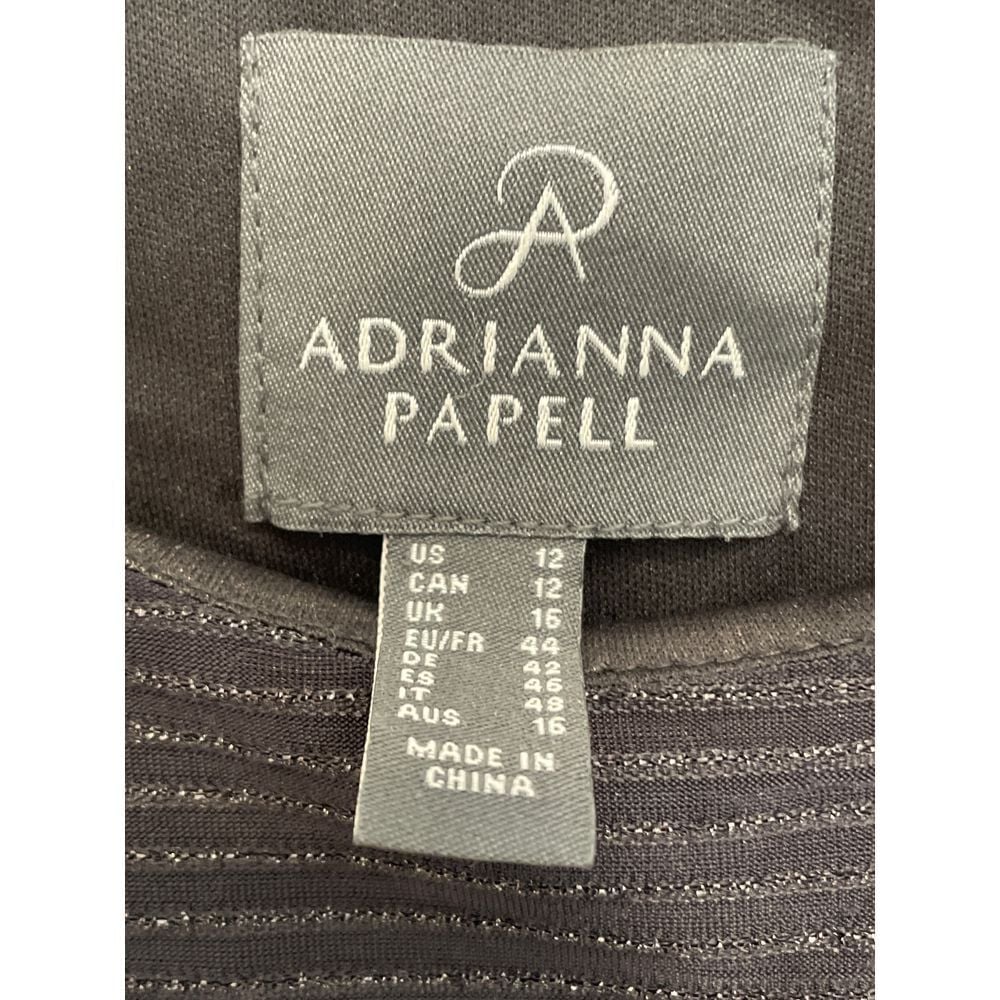 ADRIANNA
PAPELL
US 12
CAN 12
UK 16
EU/FR 44
DE 42
ES 46
IT 48
AUS 16
MADE IN
CHINA